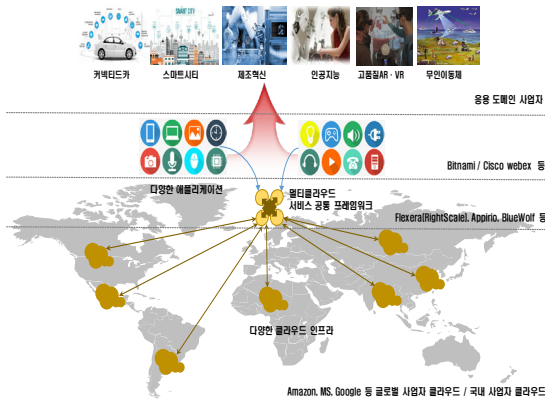 SMART CITY
커넥티드카
스마트시티
제조혁신
인공지능
고품질AR · VR
무인이동체
응용 도메인 사업자
Bitnami / Cisco webex 등
다양한 애플리케이션
멀티클라우드
서비스 공통 프레임워크
Flexera(RightScale), Appirio, BlueWolf 등
다양한 클라우드 인프라
Amazon, MS, Google 등 글로벌 사업자 클라우드 / 국내 사업자 클라우드